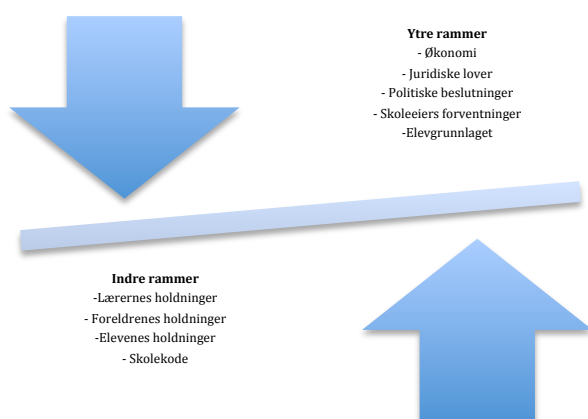 Ytre rammer
- Økonomi
- Juridiske lover
- Politiske beslutninger
- Skoleeiers forventninger
-Elevgrunnlaget
Indre rammer
-Lærernes holdninger
- Foreldrenes holdninger
-Elevenes holdninger
- Skolekode